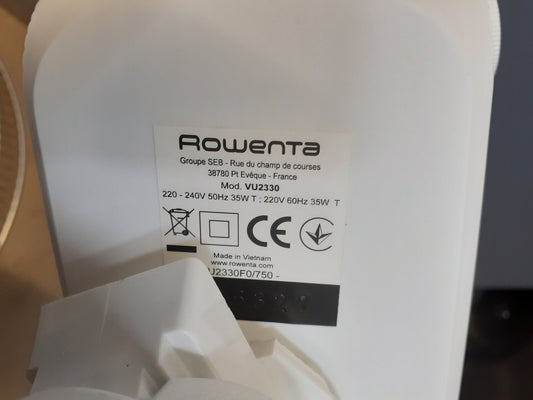 Rowenta
Groupe SEB - Rue du champ de courses
38780 Pt Evêque - France
Mod. VU2330
220 - 240V 50Hz 35W T ; 220V 60Hz 35W T
CE
Made in Vietnam
www.rowenta.com
U2330F0/750 -